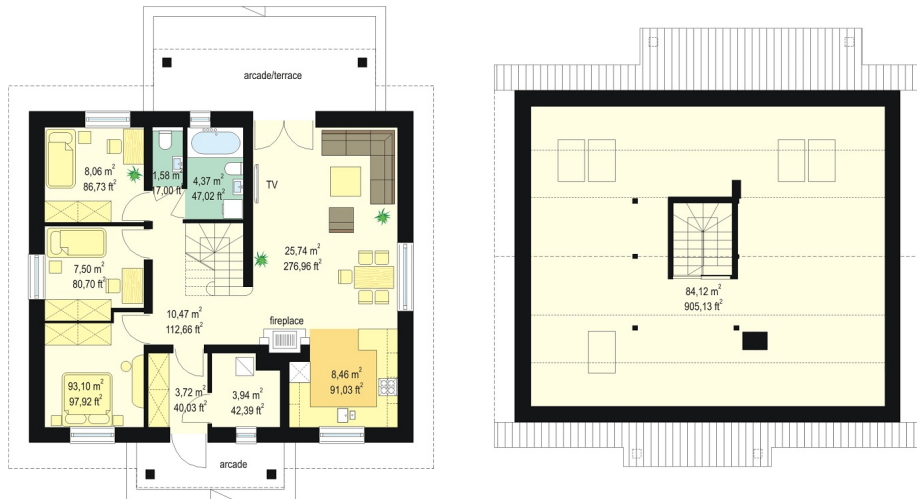 arcade/terrace
8,06 m²
86,73 ft²
1,58 m²
17,00 ft²
4,37 m²
47,02 ft²
TV
7,50 m²
80,70 ft²
25,74 m²
276,96 ft²
10,47 m²
112,66 ft²
fireplace
93,10 m²
97,92 ft²
3,72 m²
40,03 ft²
3,94 m²
42,39 ft²
8,46 m²
91,03 ft²
arcade
84,12 m²
905,13 ft²